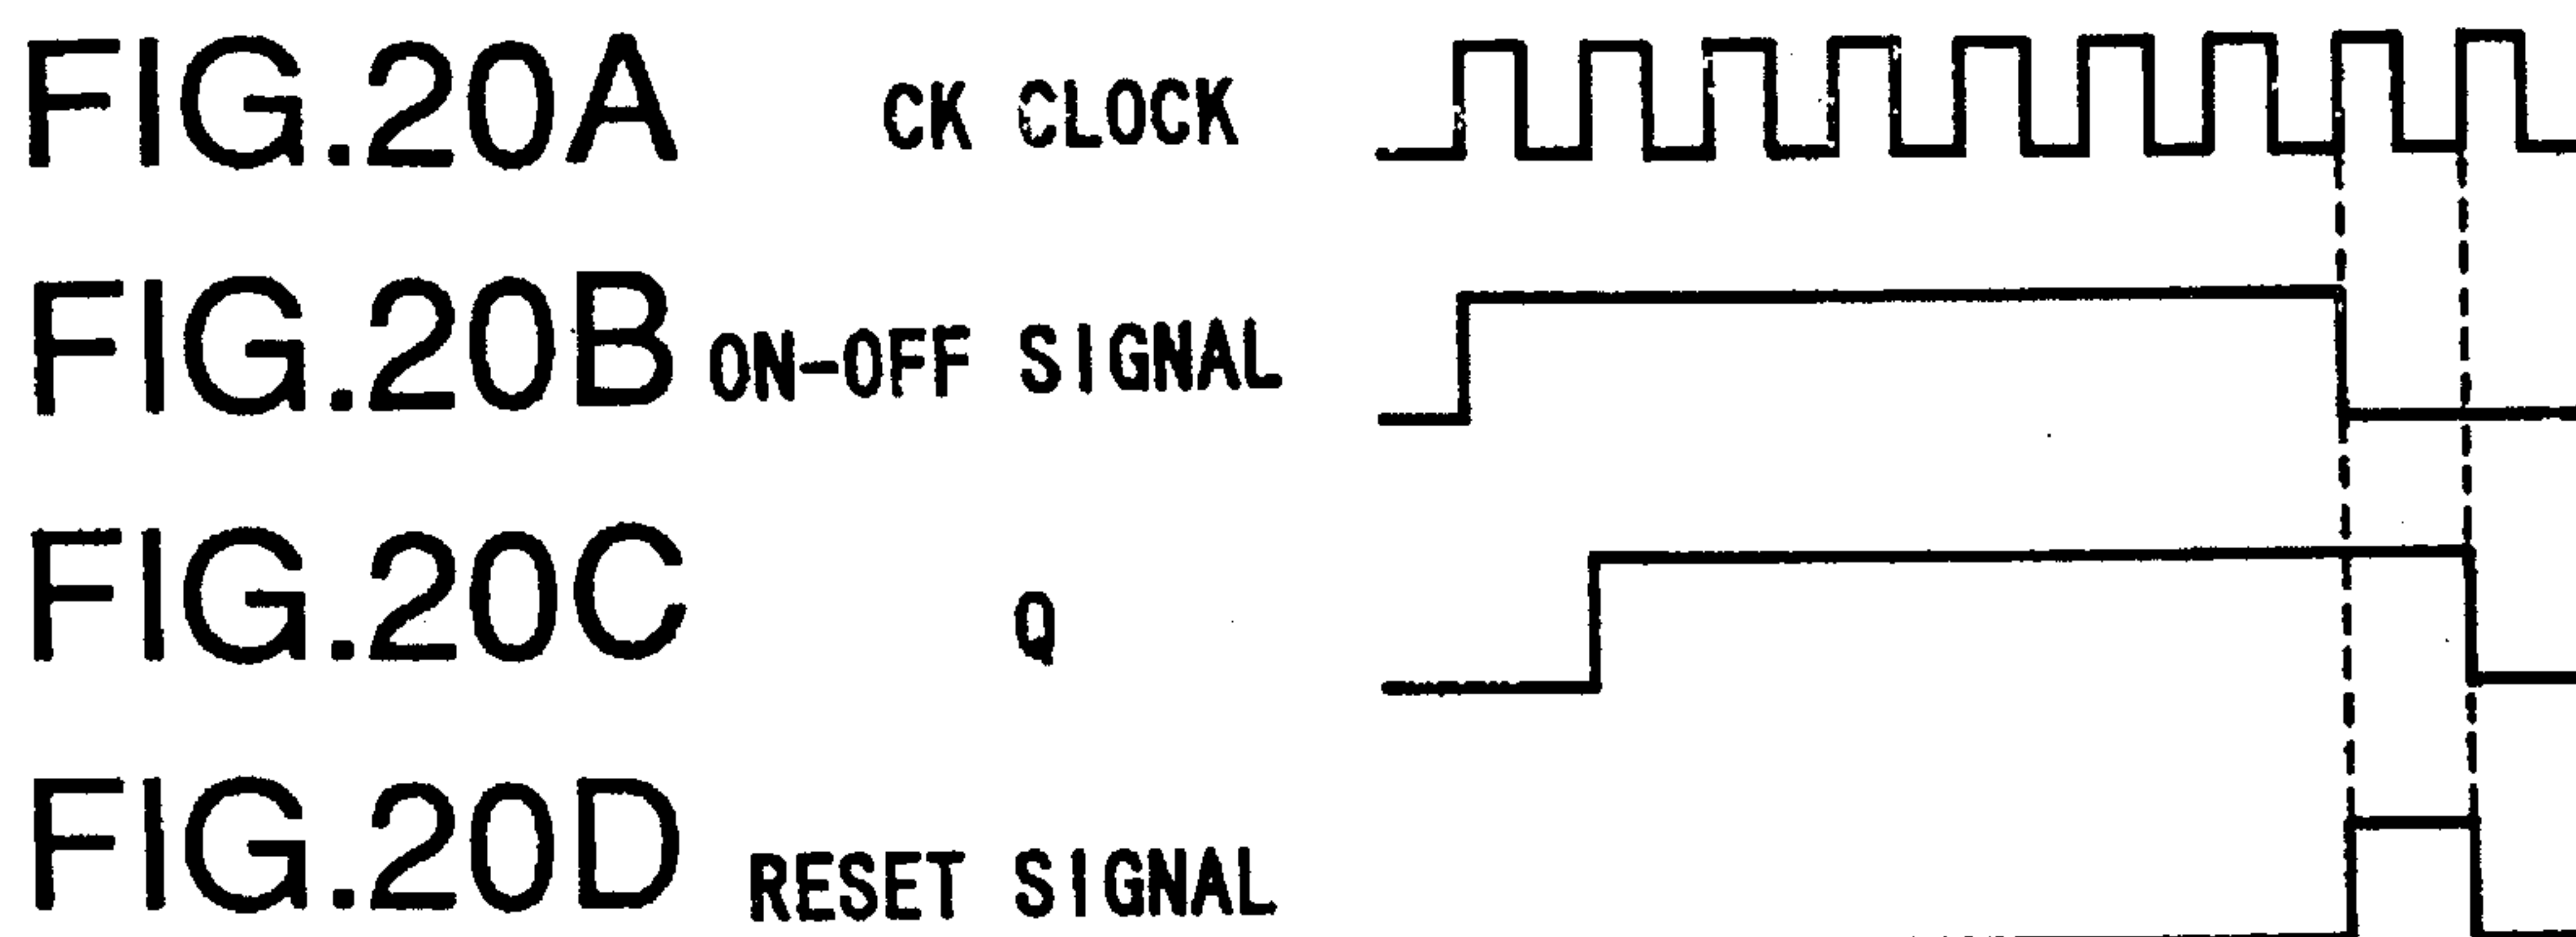 FIG.20A CK CLOCK
FIG.20B ON-OFF SIGNAL
FIG.20C Q
FIG.20D RESET SIGNAL